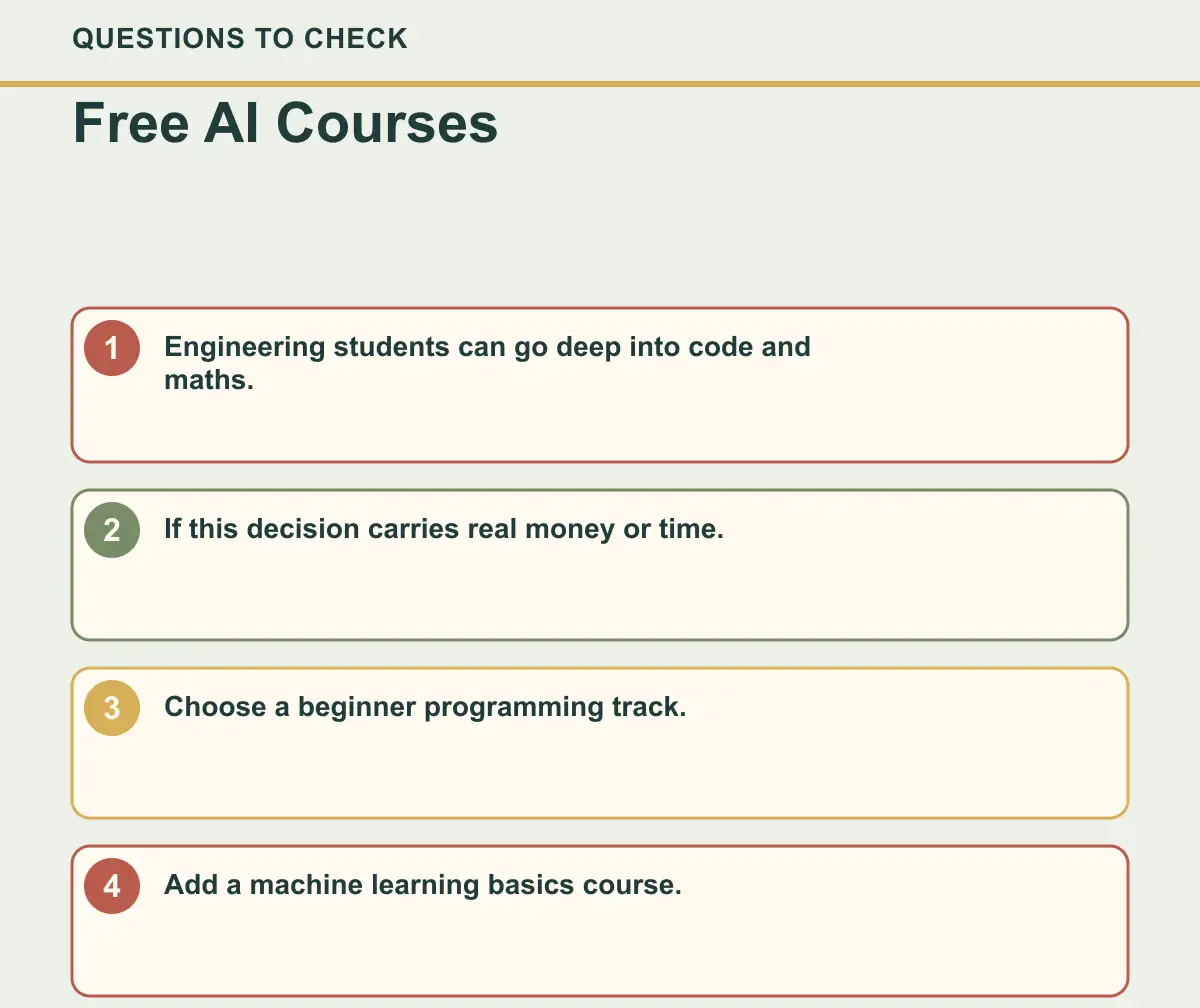 QUESTIONS TO CHECK
Free AI Courses
1
Engineering students can go deep into code and
maths.
2
If this decision carries real money or time.
3
Choose a beginner programming track.
4
Add a machine learning basics course.